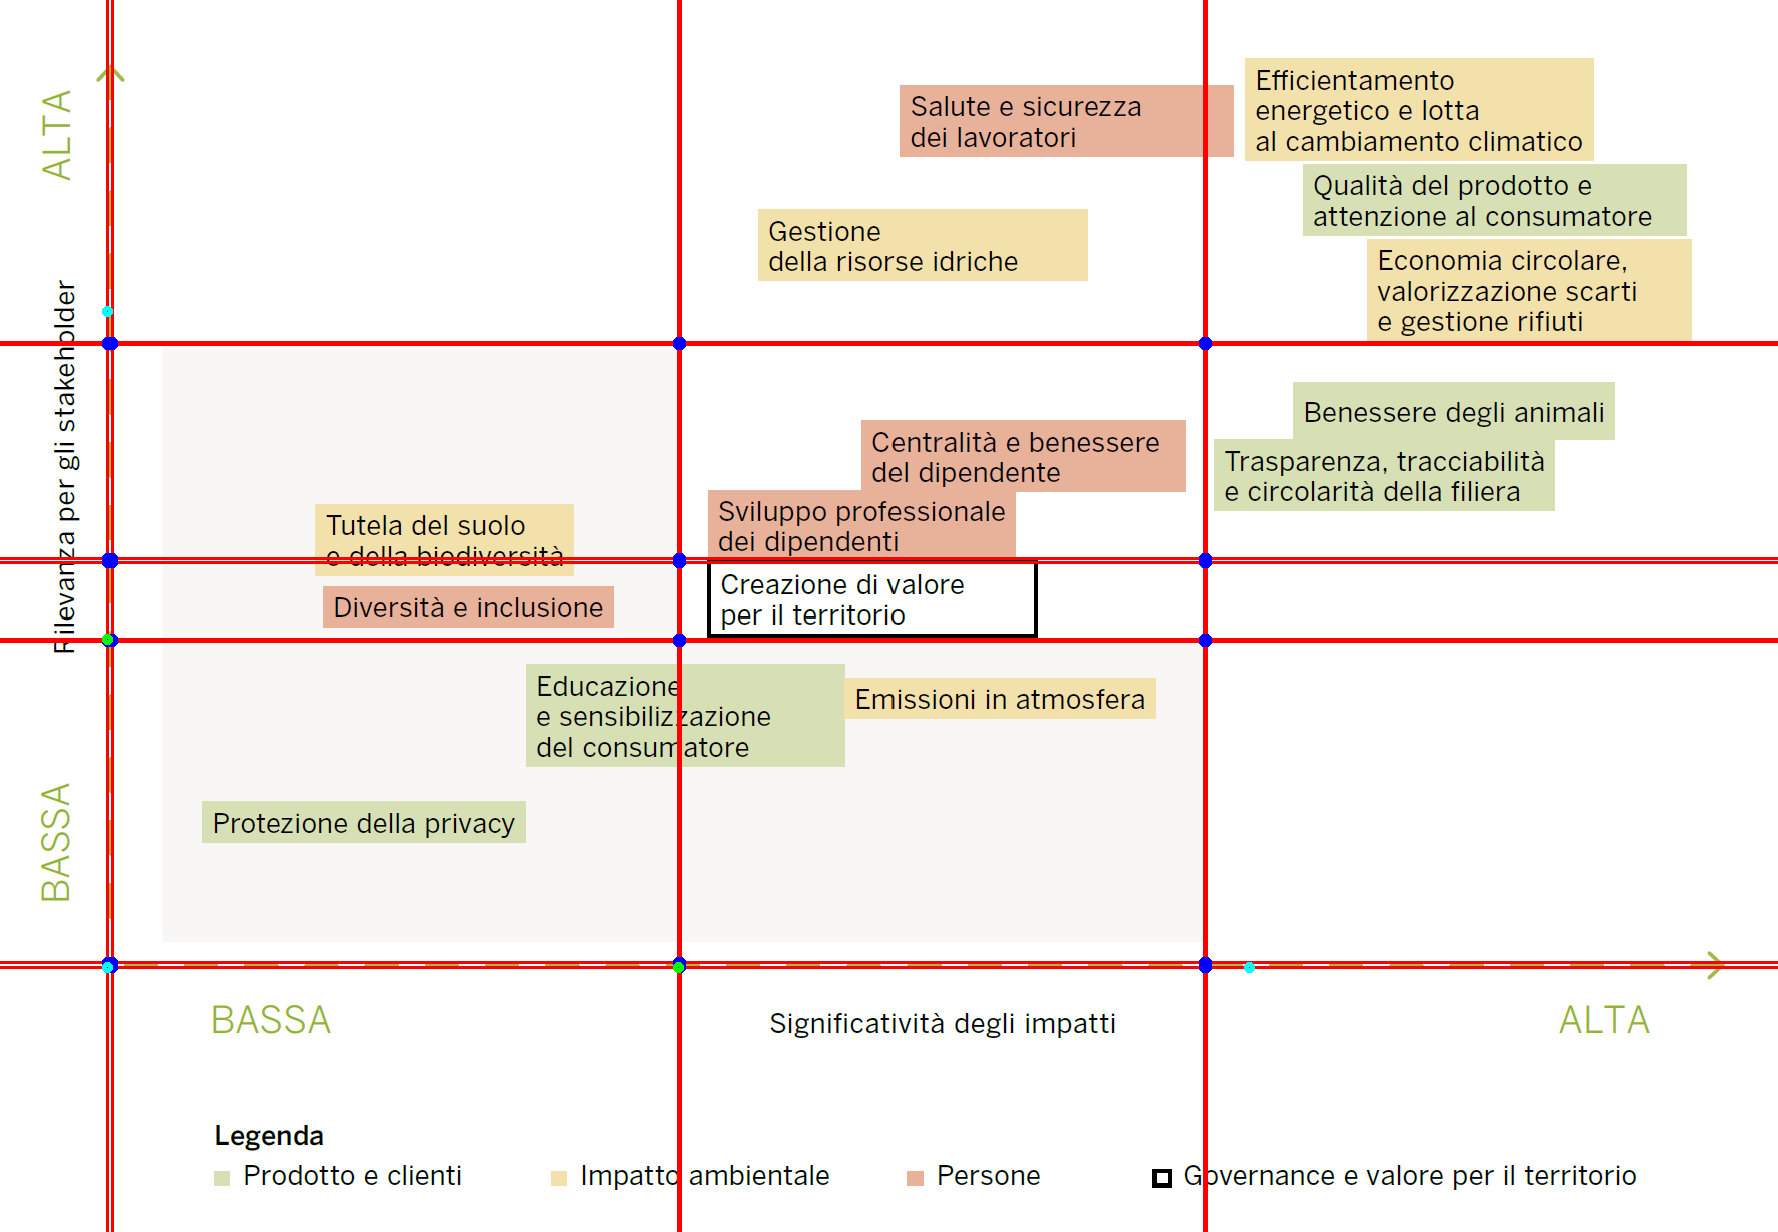 ALTA
Rilevanza per gli stakeholder
BASSA
Salute e sicurezza
dei lavoratori
Efficientamento
energetico e lotta
al cambiamento climatico
Qualità del prodotto e
attenzione al consumatore
Gestione
della risorse idriche
Economia circolare,
valorizzazione scarti
e gestione rifiuti
Benessere degli animali
Centralità e benessere
del dipendente
Trasparenza, tracciabilità
e circolarità della filiera
Sviluppo professionale
dei dipendenti
Tutela del suolo
e della biodiversità
Creazione di valore
per il territorio
Diversità e inclusione
Educazione
e sensibilizzazione
del consumatore
Emissioni in atmosfera
Protezione della privacy
BASSA
Significatività degli impatti
ALTA
Legenda
Prodotto e clienti
Impatto ambientale
Persone
Governance e valore per il territorio